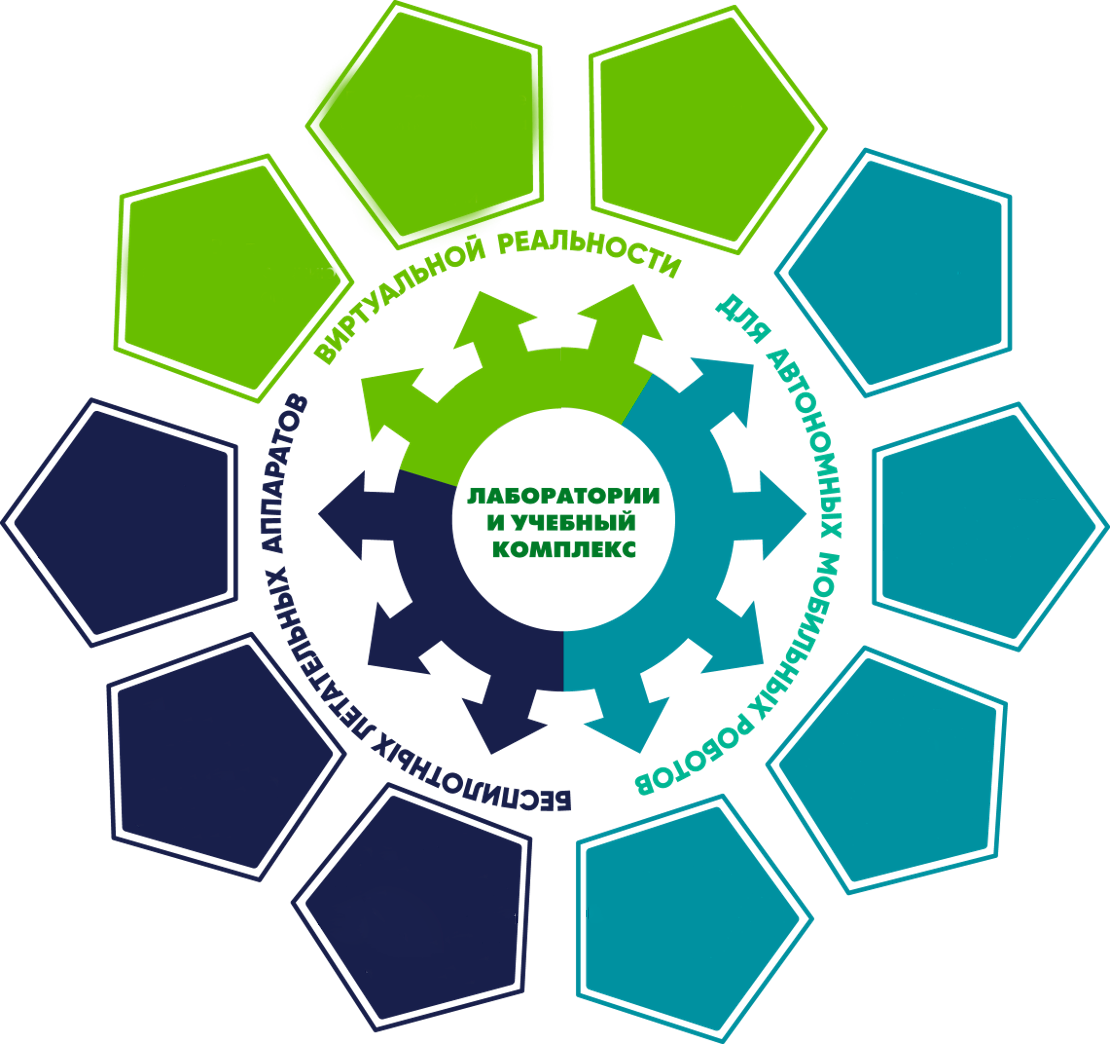 ВИРТУАЛЬНОЙ РЕАЛЬНОСТИ
ДЛЯ АВТОНОМНЫХ МОБИЛЬНЫХ РОБОТОВ
БЕСПИЛОТНЫХ ЛЕТАТЕЛЬНЫХ АППАРАТОВ
ЛАБОРАТОРИИ
И УЧЕБНЫЙ
КОМПЛЕКС